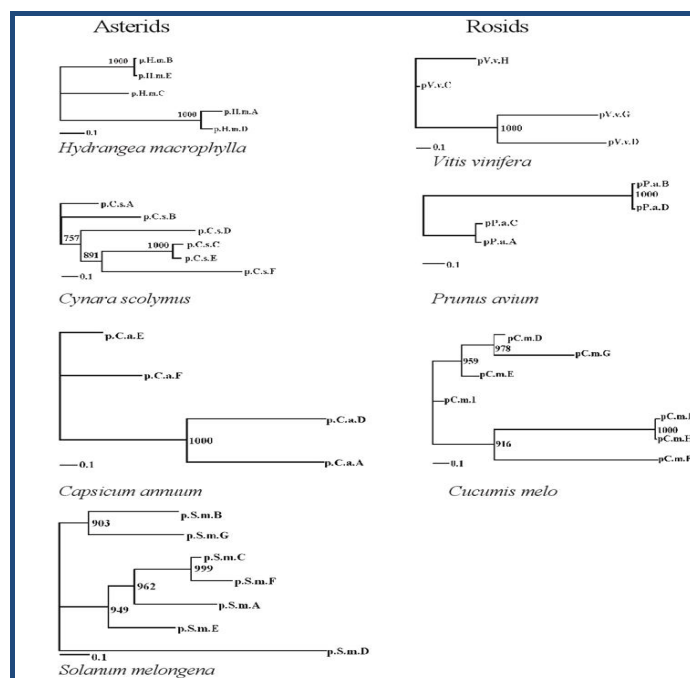 Asterids
1000
p.H.m.B
p.H.m.E
p.H.m.C
1000
p.H.m.A
p.H.m.D
0.1
Hydrangea macrophylla
p.C.s.A
p.C.s.B
757
p.C.s.D
891
1000
p.C.s.C
p.C.s.E
p.C.s.F
0.1
Cynara scolymus
p.C.a.E
p.C.a.F
p.C.a.D
1000
p.C.a.A
0.1
Capsicum annuum
903
p.S.m.B
p.S.m.G
p.S.m.C
999
962
p.S.m.F
949
p.S.m.A
p.S.m.E
p.S.m.D
0.1
Solanum melongena
Rosids
pV.v.H
pV.v.C
pV.v.G
1000
pV.v.D
0.1
Vitis vinifera
pP.a.B
1000
pP.a.D
pP.a.C
pP.a.A
0.1
Prunus avium
pC.m.D
978
959
pC.m.G
pC.m.E
pC.m.I
1000
916
0.1
Cucumis melo